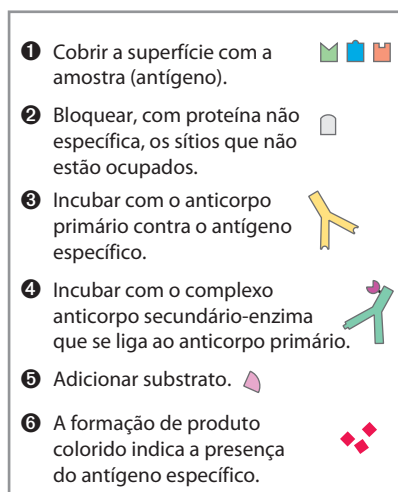 ❶ Cobrir a superfície com a
amostra (antígeno).
❷ Bloquear, com proteína não
específica, os sítios que não
estão ocupados.
❸ Incubar com o anticorpo
primário contra o antígeno
específico.
❹ Incubar com o complexo
anticorpo secundário-enzima
que se liga ao anticorpo primário.
❺ Adicionar substrato.
❻ A formação de produto
colorido indica a presença
do antígeno específico.